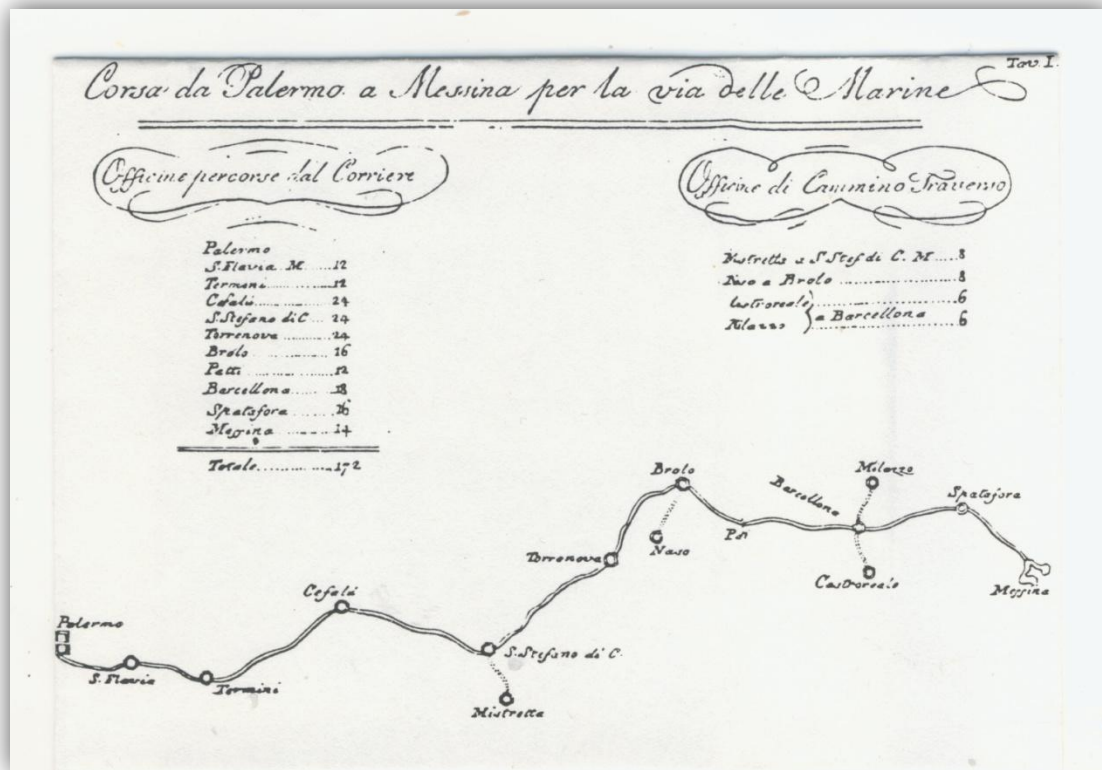 Tav. I.
Corsa da Palermo a Messina per la via delle Marine
Officine percorse dal Corriere
Palermo
S. Flavia M ..... 12
Termini ............ 12
Cefalù ............ 24
S. Stefano di C ... 24
Torrenova ......... 24
Brolo ............ 16
Patti ............ 12
Barcellona ....... 18
Spatafora ........ 16
Messina ......... 14
Totale ............ 172
Officine di Cammino Traverso
Mistretta a S Stef di C. M ..... 8
Naso a Brolo .................. 8
Castroreale ............ 6
a Barcellona
Milazzo ............ 6
Brolo
Milazzo
Barcellona
Spatafora
Naso
Torrenova
Castroreale
Messina
Cefalù
Palermo
S. Stefano di C.
S. Flavia
Termini
Mistretta